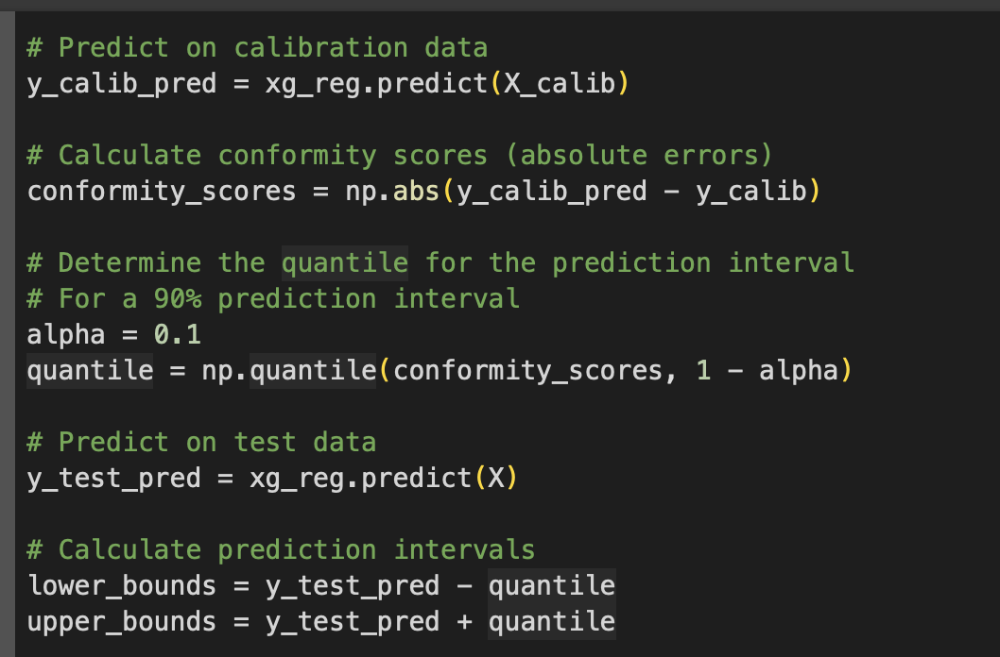 # Predict on calibration data
y_calib_pred = xg_reg.predict(X_calib)
# Calculate conformity scores (absolute errors)
conformity_scores = np.abs(y_calib_pred - y_calib)
# Determine the quantile for the prediction interval
# For a 90% prediction interval
alpha = 0.1
quantile = np.quantile(conformity_scores, 1 - alpha)
# Predict on test data
y_test_pred = xg_reg.predict(X)
# Calculate prediction intervals
lower_bounds = y_test_pred - quantile
upper_bounds = y_test_pred + quantile